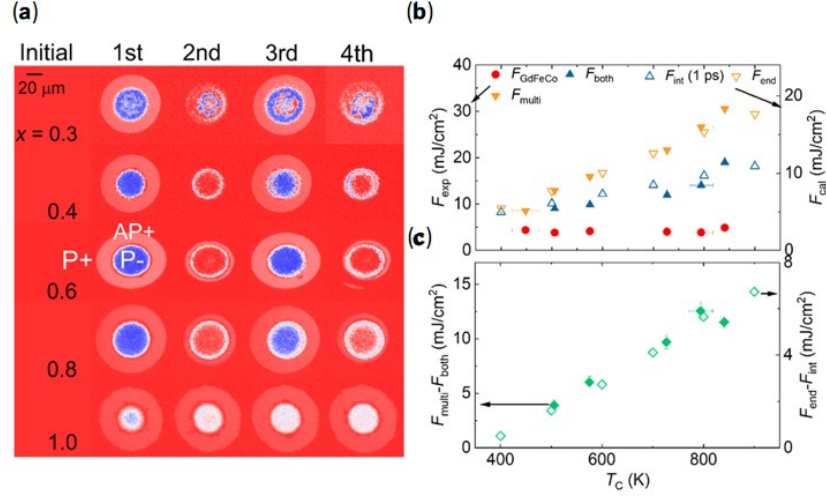 (a)
Initial 1st 2nd 3rd 4th
20 μm
x = 0.3
0.4
AP+
P+ P-
0.6
0.8
1.0
(b)
F_GdFeCo F_both F_int (1 ps) F_end
F_multi
40
30
20
10
0
F_exp (mJ/cm²)
20
10
0
F_cal (mJ/cm²)
(c)
15
10
5
0
F_multi-F_both (mJ/cm²)
8
4
0
F_end-F_int (mJ/cm²)
400 600 800
T_C (K)